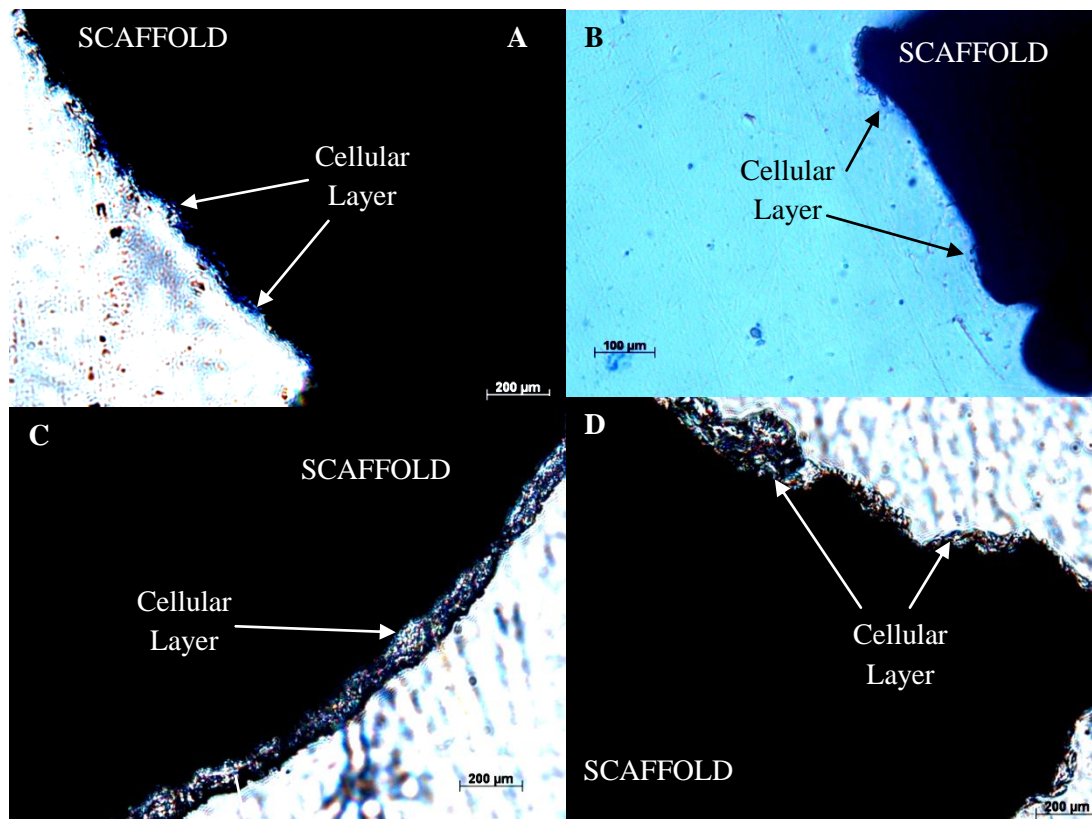 SCAFFOLD
A
Cellular
Layer
200 µm
B
SCAFFOLD
Cellular
Layer
100 µm
C
SCAFFOLD
Cellular
Layer
200 µm
D
Cellular
Layer
SCAFFOLD
200 µm